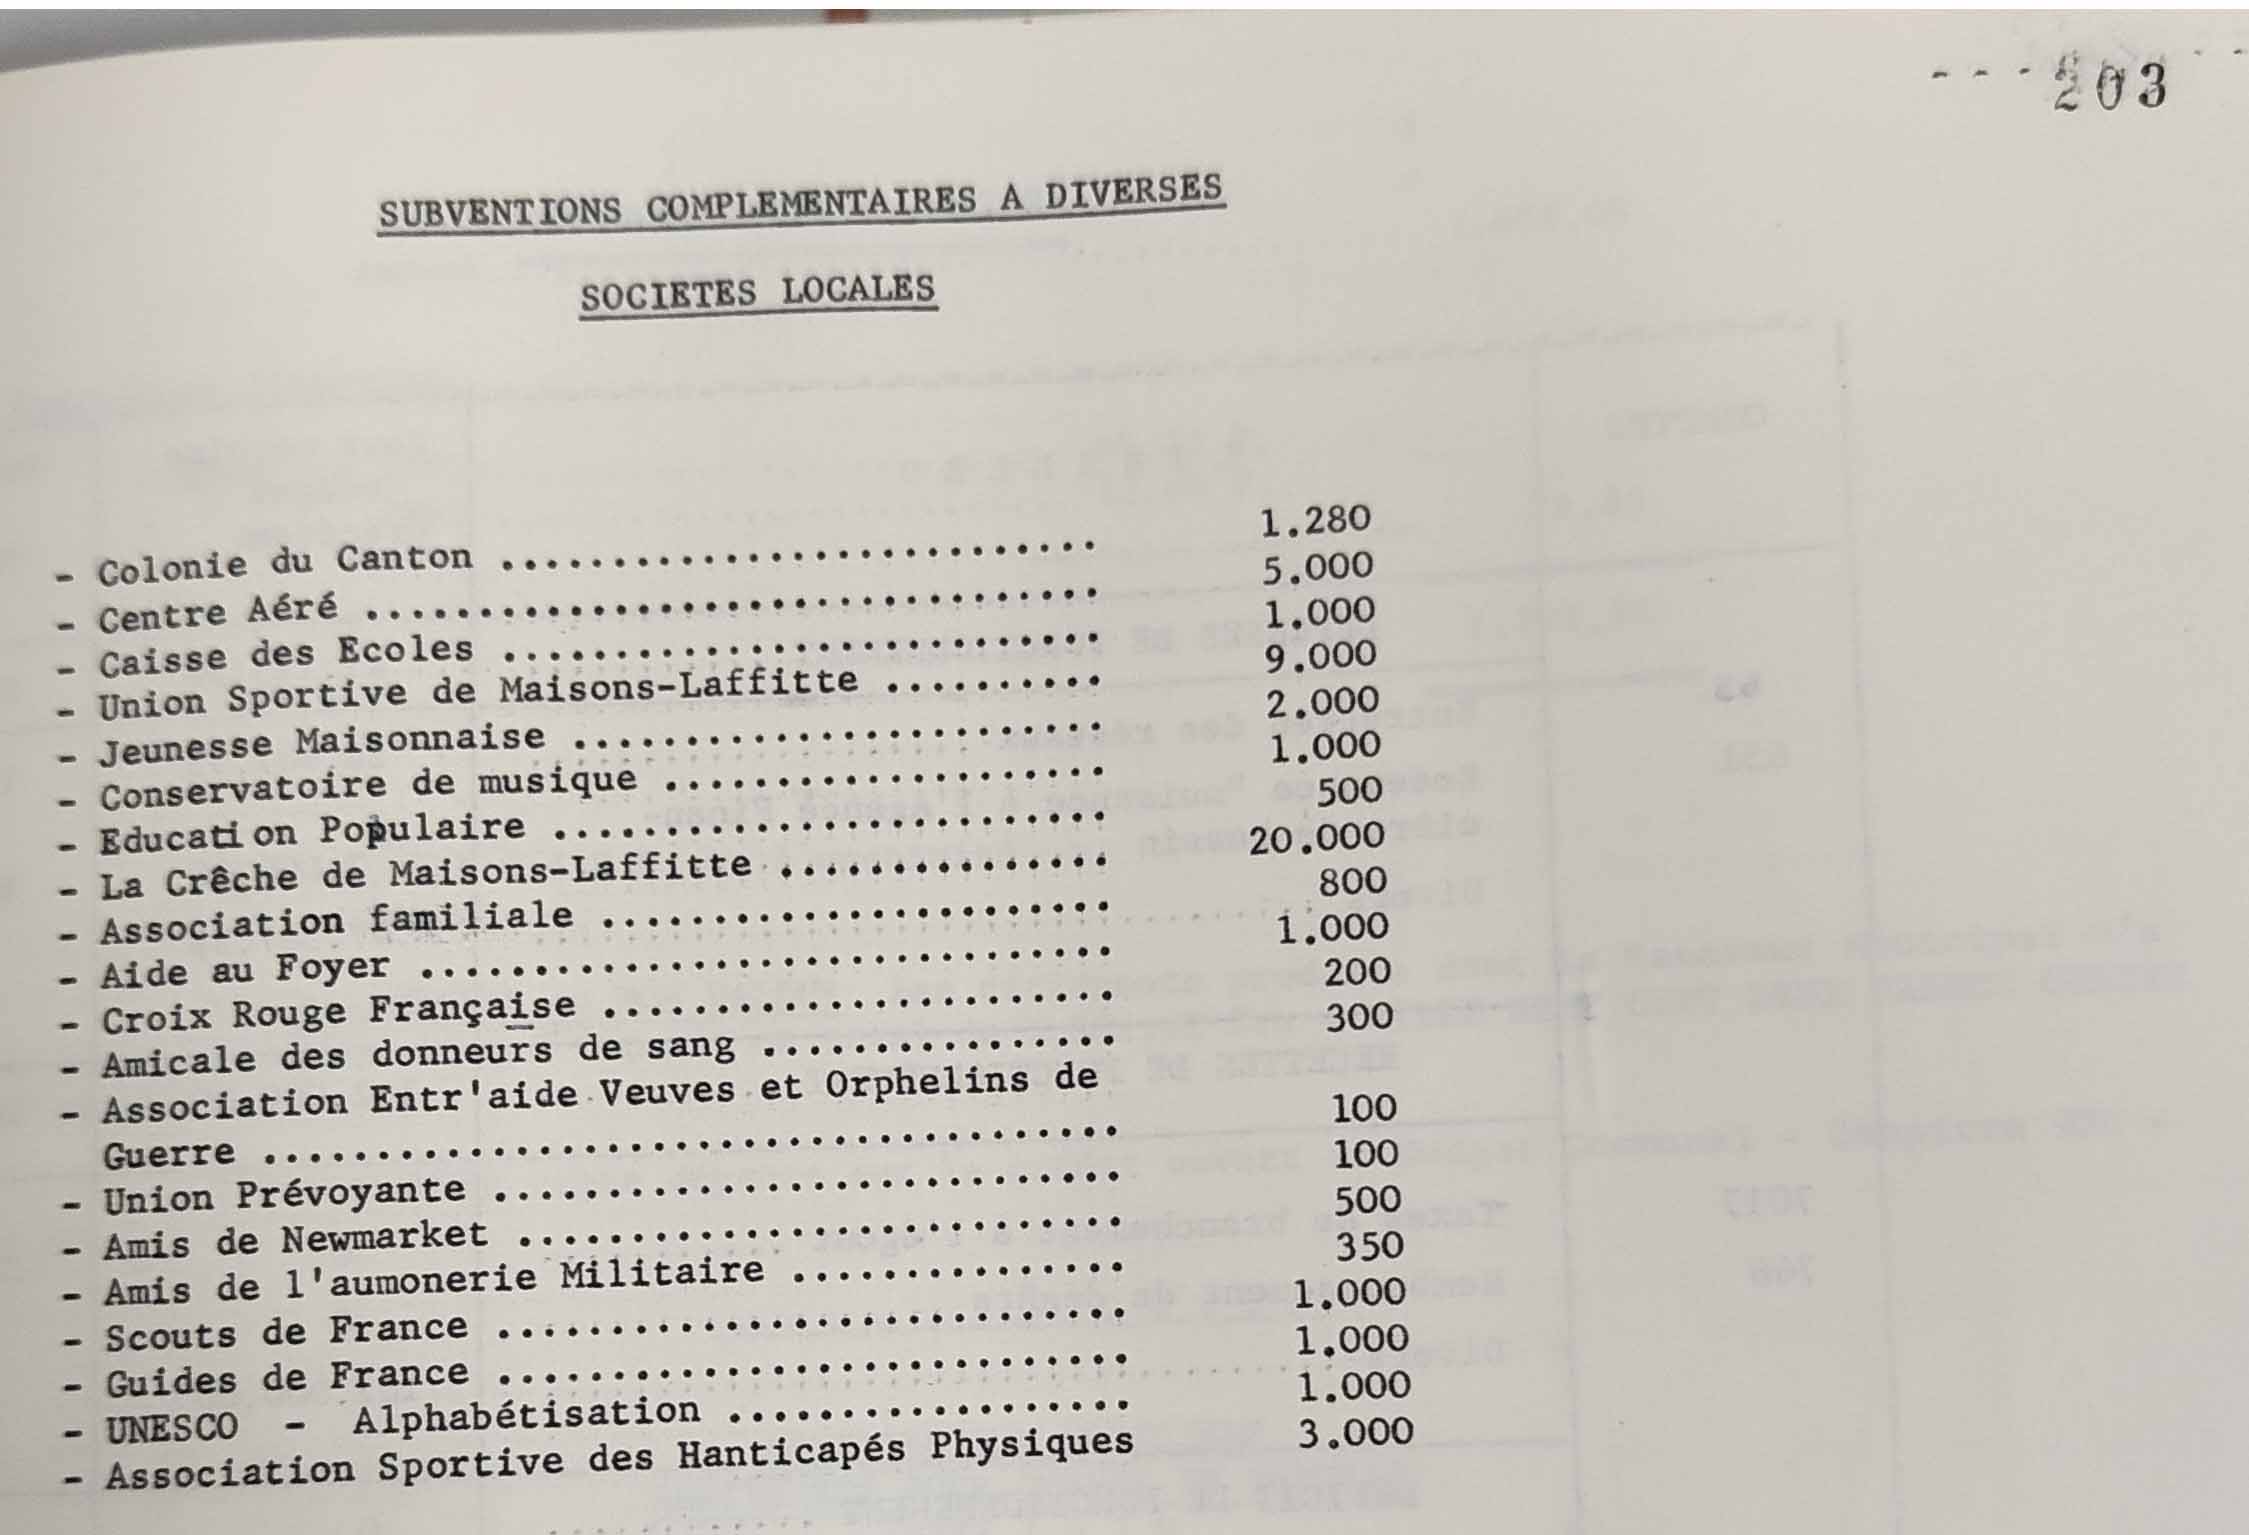 203
SUBVENTIONS COMPLEMENTAIRES A DIVERSES
SOCIETES LOCALES
- Colonie du Canton ........................... 1.280
- Centre Aéré ................................. 5.000
- Caisse des Ecoles ........................... 1.000
- Union Sportive de Maisons-Laffitte .......... 9.000
- Jeunesse Maisonnaise ........................ 2.000
- Conservatoire de musique .................... 1.000
- Education Populaire ......................... 500
- La Crêche de Maisons-Laffitte ............... 20.000
- Association familiale ....................... 800
- Aide au Foyer ............................... 1.000
- Croix Rouge Française ....................... 200
- Amicale des donneurs de sang ................ 300
- Association Entr'aide Veuves et Orphelins de
Guerre ...................................... 100
- Union Prévoyante ............................ 100
- Amis de Newmarket ........................... 500
- Amis de l'aumonerie Militaire ............... 350
- Scouts de France ............................ 1.000
- Guides de France ............................ 1.000
- UNESCO - Alphabétisation .................. 1.000
- Association Sportive des Hanticapés Physiques 3.000